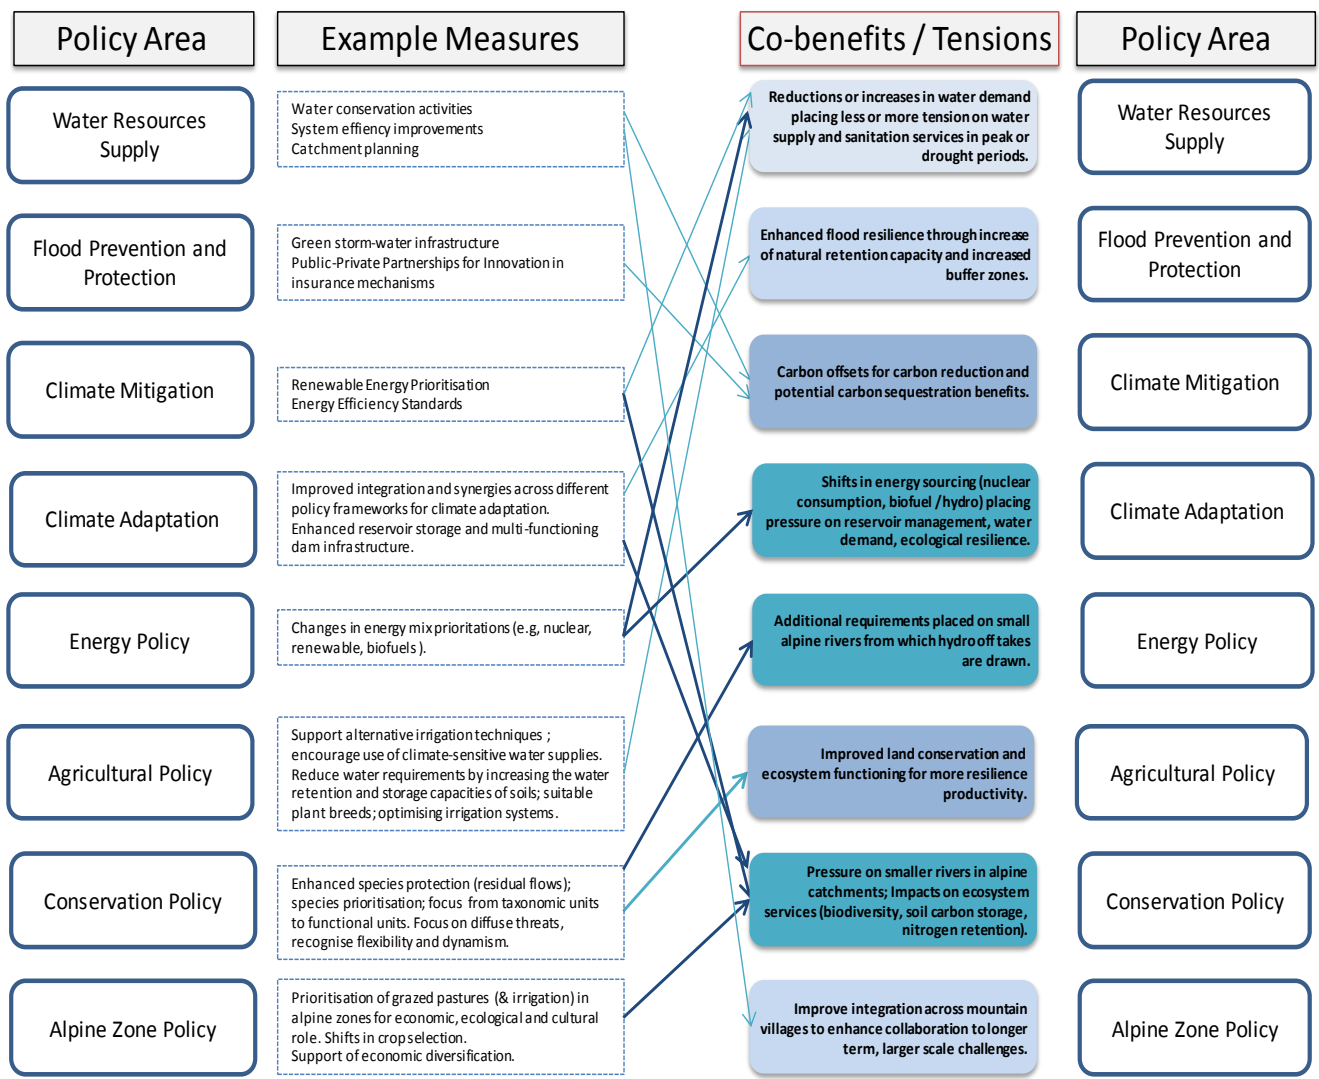 Policy Area
Example Measures
Co-benefits / Tensions
Policy Area
Water Resources
Supply
Water conservation activities
System effiency improvements
Catchment planning
Reductions or increases in water demand
placing less or more tension on water
supply and sanitation services in peak or
drought periods.
Water Resources
Supply
Flood Prevention and
Protection
Green storm-water infrastructure
Public-Private Partnerships for Innovation in
insurance mechanisms
Enhanced flood resilience through increase
of natural retention capacity and increased
buffer zones.
Flood Prevention and
Protection
Climate Mitigation
Renewable Energy Prioritisation
Energy Efficiency Standards
Carbon offsets for carbon reduction and
potential carbon sequestration benefits.
Climate Mitigation
Climate Adaptation
Improved integration and synergies across different
policy frameworks for climate adaptation.
Enhanced reservoir storage and multi-functioning
dam infrastructure.
Shifts in energy sourcing (nuclear
consumption, biofuel /hydro) placing
pressure on reservoir management, water
demand, ecological resilience.
Climate Adaptation
Energy Policy
Changes in energy mix prioritations (e.g, nuclear,
renewable, biofuels ).
Additional requirements placed on small
alpine rivers from which hydro off takes
are drawn.
Energy Policy
Agricultural Policy
Support alternative irrigation techniques ;
encourage use of climate-sensitive water supplies.
Reduce water requirements by increasing the water
retention and storage capacities of soils; suitable
plant breeds; optimising irrigation systems.
Improved land conservation and
ecosystem functioning for more resilience
productivity.
Agricultural Policy
Conservation Policy
Enhanced species protection (residual flows);
species prioritisation; focus from taxonomic units
to functional units. Focus on diffuse threats,
recognise flexibility and dynamism.
Pressure on smaller rivers in alpine
catchments; Impacts on ecosystem
services (biodiversity, soil carbon storage,
nitrogen retention).
Conservation Policy
Alpine Zone Policy
Prioritisation of grazed pastures (& irrigation) in
alpine zones for economic, ecological and cultural
role. Shifts in crop selection.
Support of economic diversification.
Improve integration across mountain
villages to enhance collaboration to longer
term, larger scale challenges.
Alpine Zone Policy